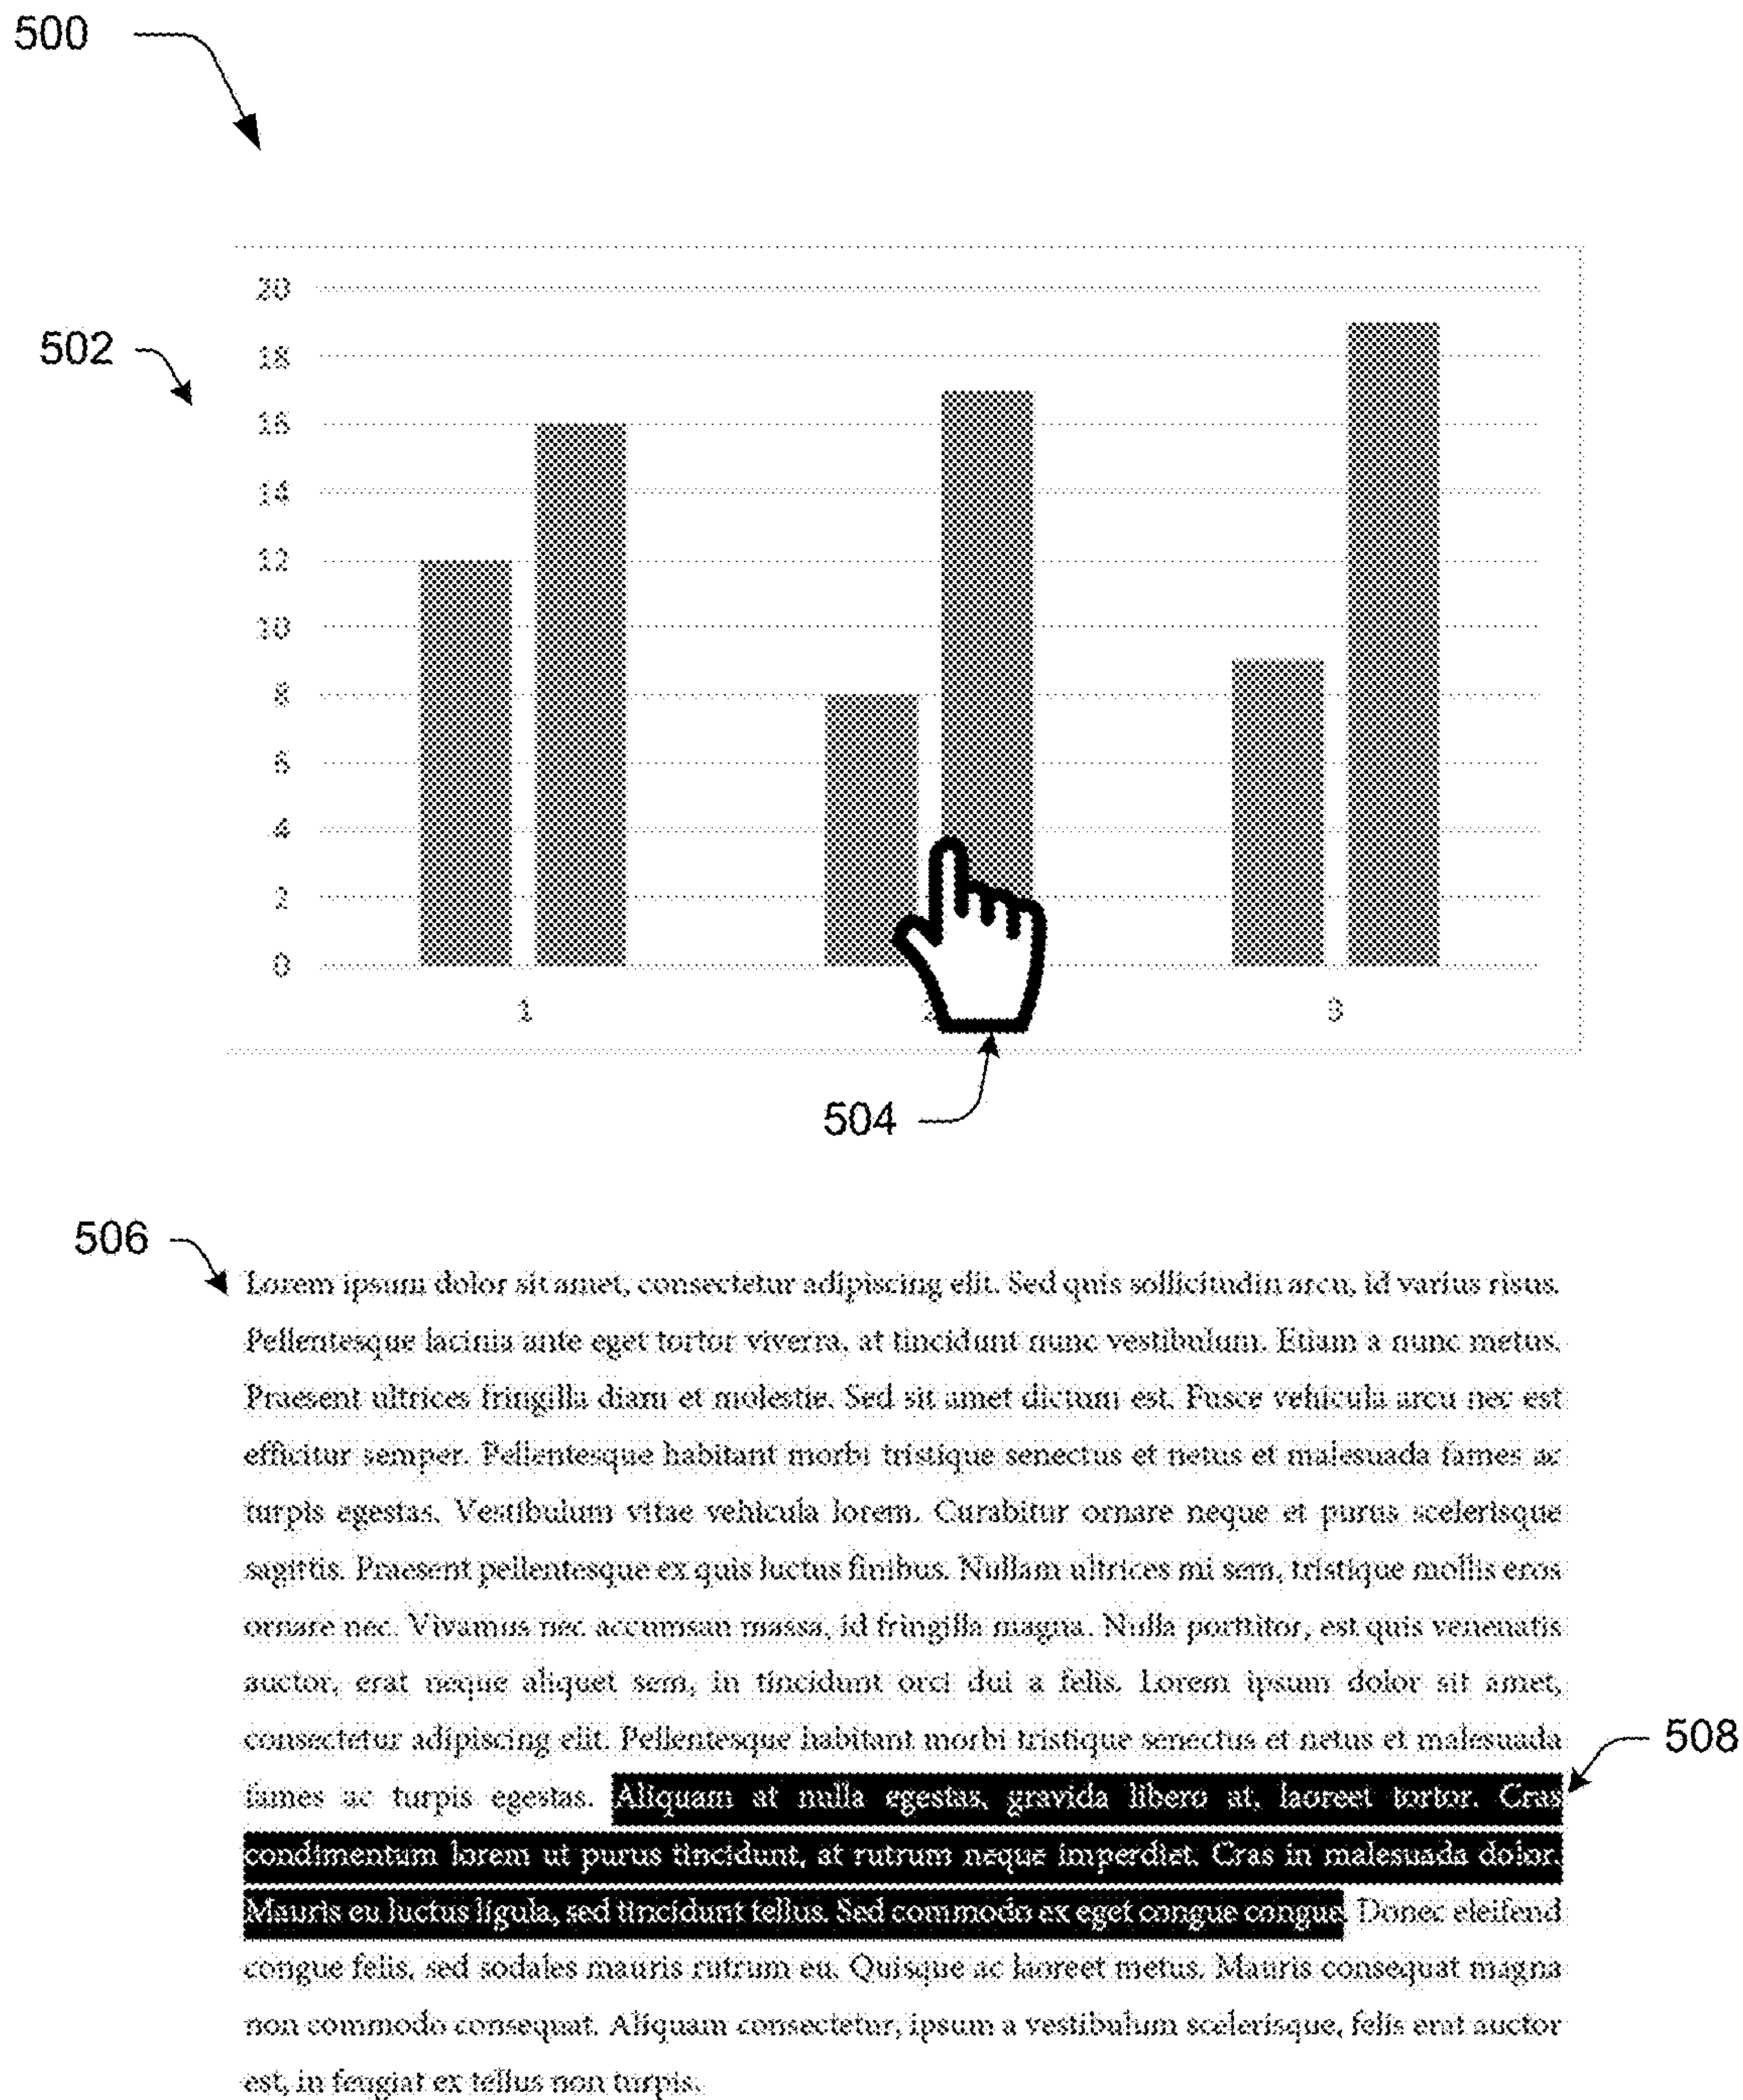 500
502
20
18
16
14
12
10
8
6
4
2
0
1
2
3
504
506
Lorem ipsum dolor sit amet, consectetur adipiscing elit. Sed quis sollicitudin arcu, id varius risus.
Pellentesque lacinia ante eget tortor viverra, at tincidunt nunc vestibulum. Etiam a nunc metus.
Praesent ultrices fringilla diam et molestie. Sed sit amet dictum est. Fusce vehicula arcu nec est
efficitur semper. Pellentesque habitant morbi tristique senectus et netus et malesuada fames ac
turpis egestas. Vestibulum vitae vehicula lorem. Curabitur ornare neque et purus scelerisque
sagittis. Praesent pellentesque ex quis luctus finibus. Nullam ultrices mi sem, tristique mollis eros
ornare nec. Vivamus nec accumsan massa, id fringilla magna. Nulla porttitor, est quis venenatis
auctor, erat neque aliquet sem, in tincidunt orci dui a felis. Lorem ipsum dolor sit amet,
consectetur adipiscing elit. Pellentesque habitant morbi tristique senectus et netus et malesuada
508
fames ac turpis egestas. Aliquam at nulla egestas, gravida libero at, laoreet tortor. Cras
condimentum lorem ut purus tincidunt, at rutrum neque imperdiet. Cras in malesuada dolor.
Mauris eu luctus ligula, sed tincidunt tellus. Sed commodo ex eget congue congue. Donec eleifend
congue felis, sed sodales mauris rutrum eu. Quisque ac laoreet metus. Mauris consequat magna
non commodo consequat. Aliquam consectetur, ipsum a vestibulum scelerisque, felis erat auctor
est, in feugiat ex tellus non turpis.